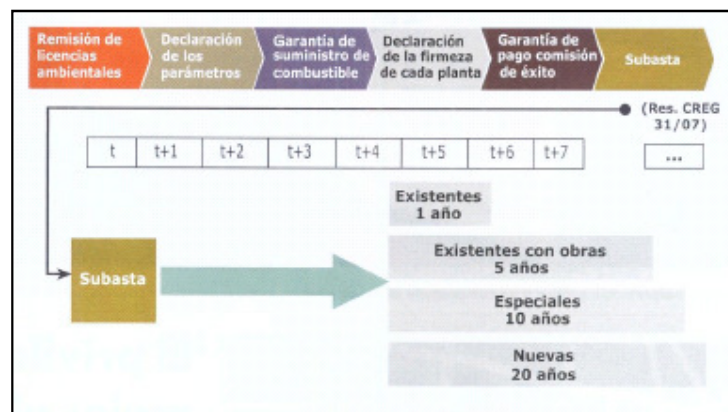 Remisión de
licencias
ambientales
Declaración
de los
parámetros
Garantia de
suministro de
combustible
Declaración
de la firmeza
de cada planta
Garantía de
pago comisión
de éxito
Subasta
(Res. CREG
31/07)
t
t+1
t+2
t+3
t+4
t+5
t+6
t+7
...
Existentes
1 año
Existentes con obras
5 años
Subasta
Especiales
10 años
Nuevas
20 años